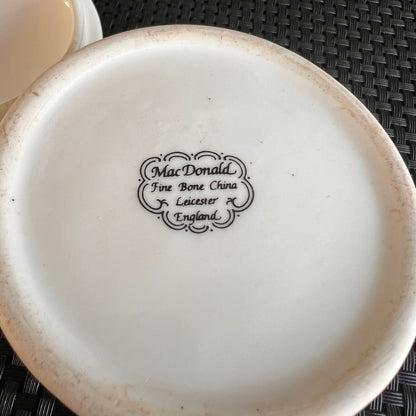 MacDonald
Fine Bone China
Leicester
England